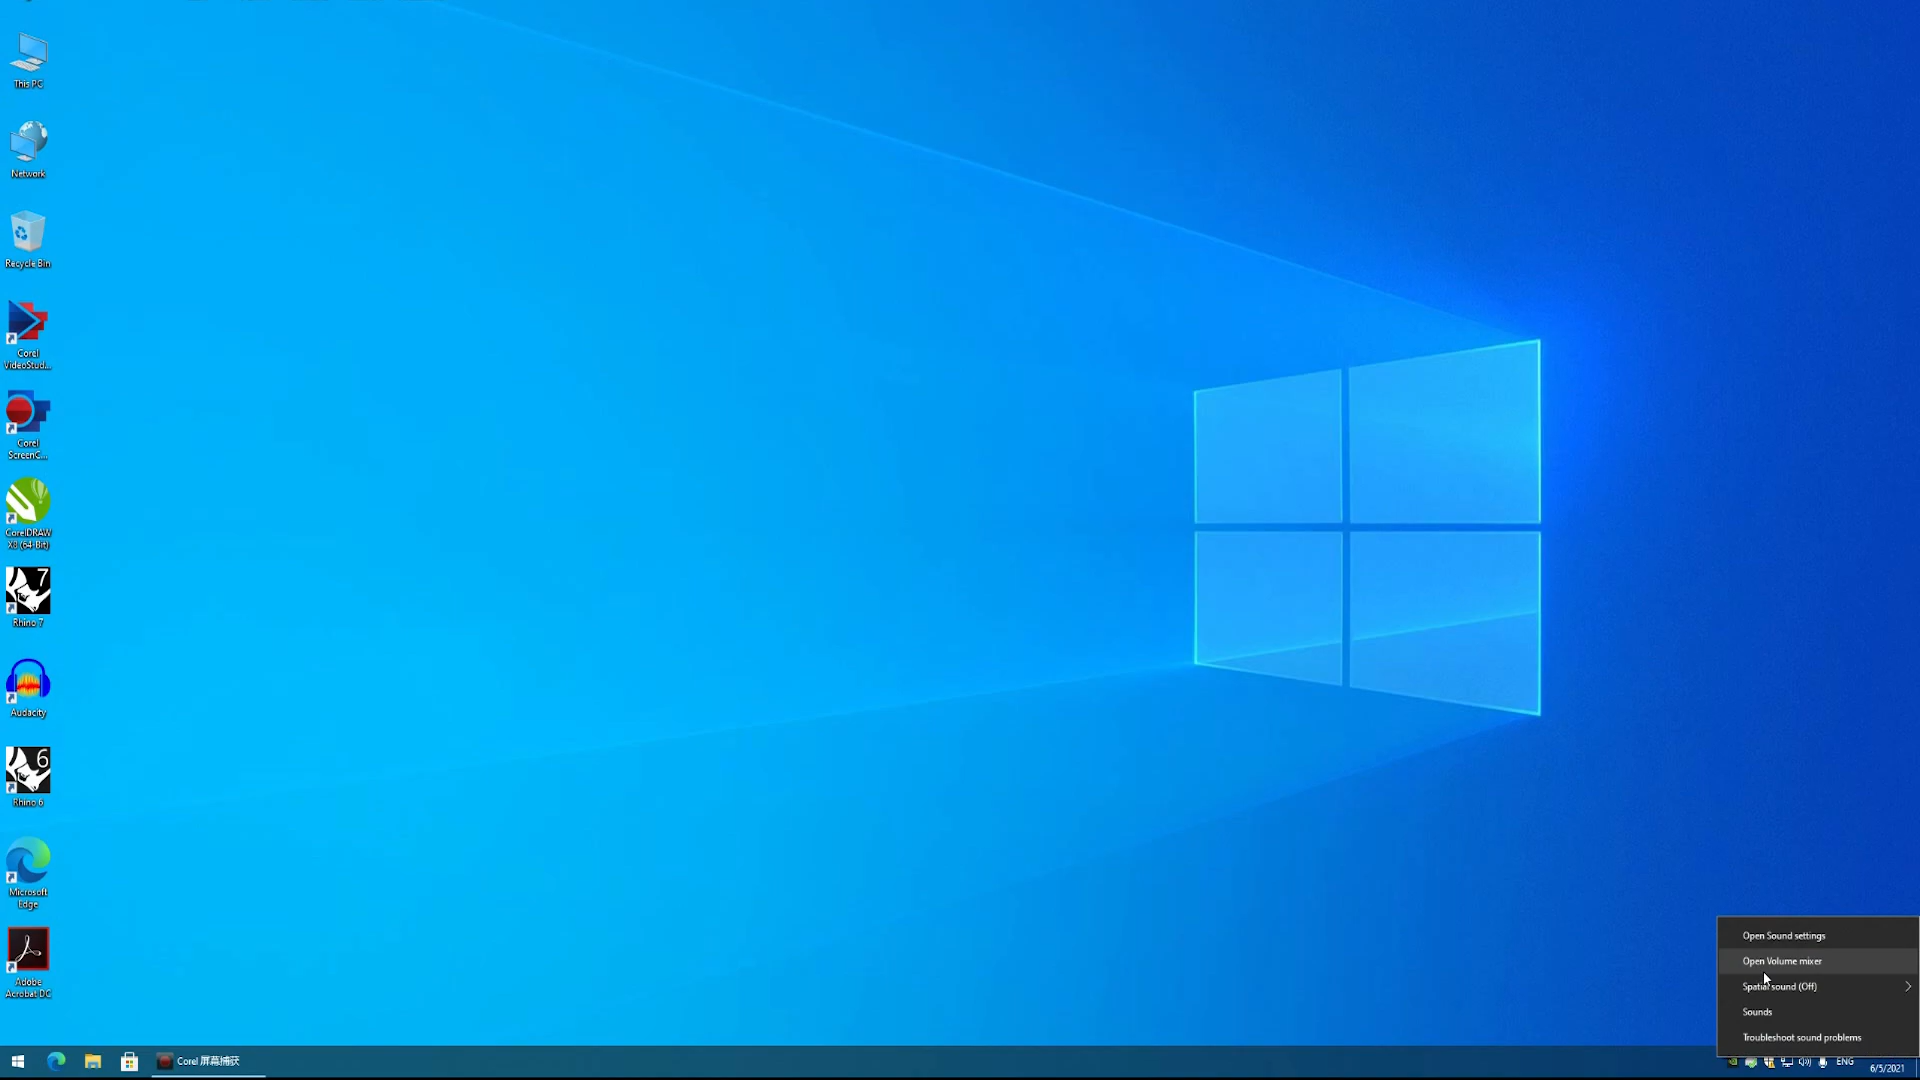 This PC
Network
Recycle Bin
Corel
VideoStud...
Corel
ScreenC...
CorelDRAW
X8 (64-Bit)
7
Rhino 7
Audacity
6
Rhino 6
Microsoft
Edge
Adobe
Acrobat DC
Open Sound settings
Open Volume mixer
Spatial sound (Off)
Sounds
Troubleshoot sound problems
Corel 屏幕捕获
ENG
6/5/2021